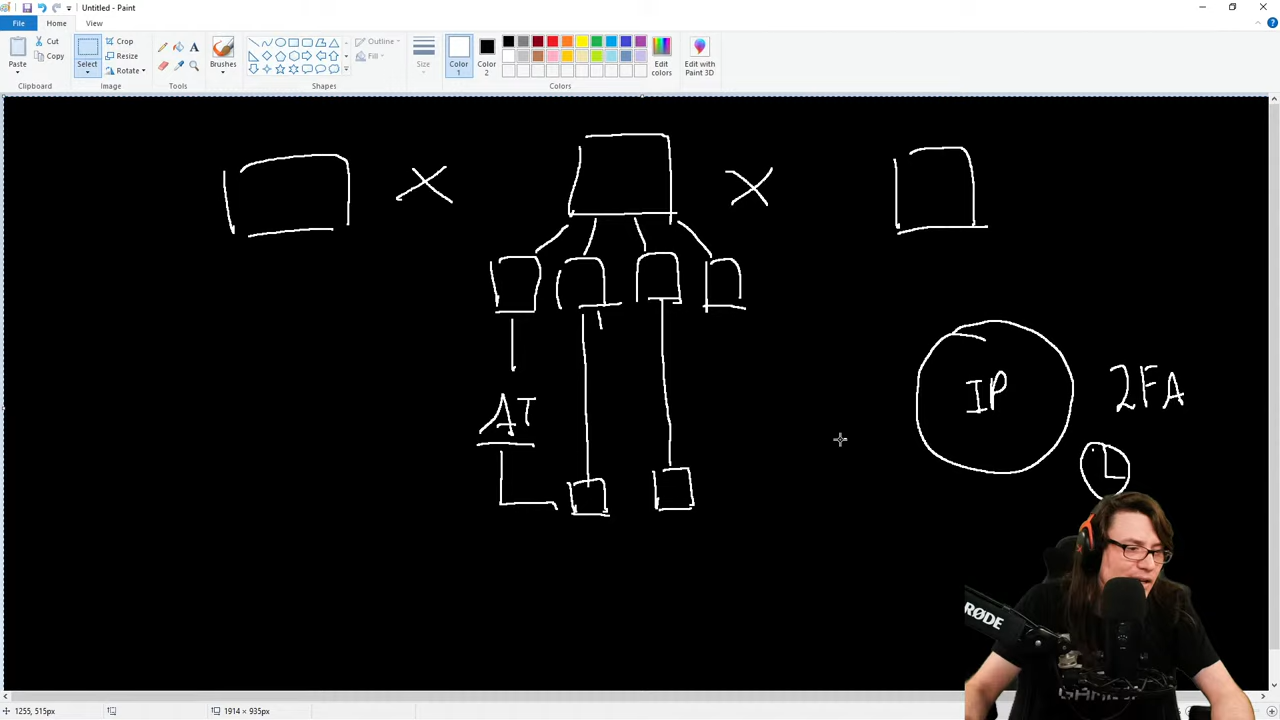 Untitled - Paint
File
Home
View
Paste
Cut
Copy
Clipboard
Select
Crop
Resize
Rotate
Image
Tools
Brushes
Outline
Fill
Shapes
Size
Color 1
Color 2
Edit colors
Colors
Edit with Paint 3D
X
X
IP
2FA
AT
RØDE
1255, 515px
1914 × 935px